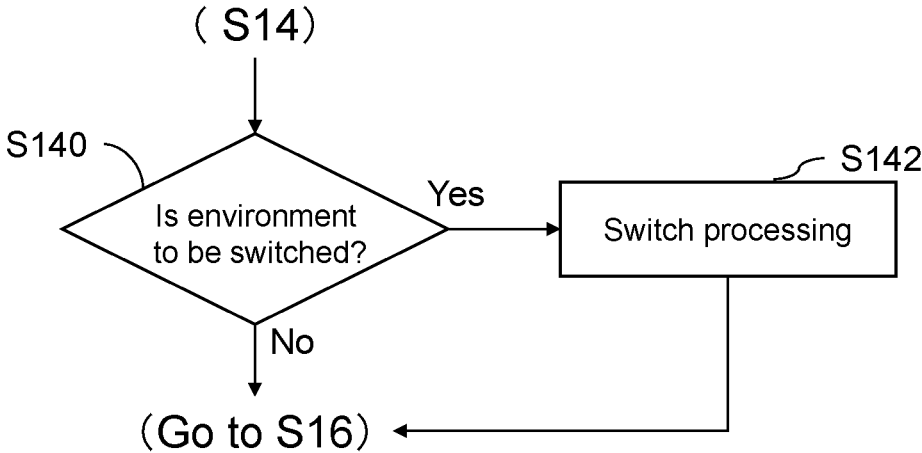 ( S14)
S140
Is environment
to be switched?
Yes
S142
Switch processing
No
(Go to S16)